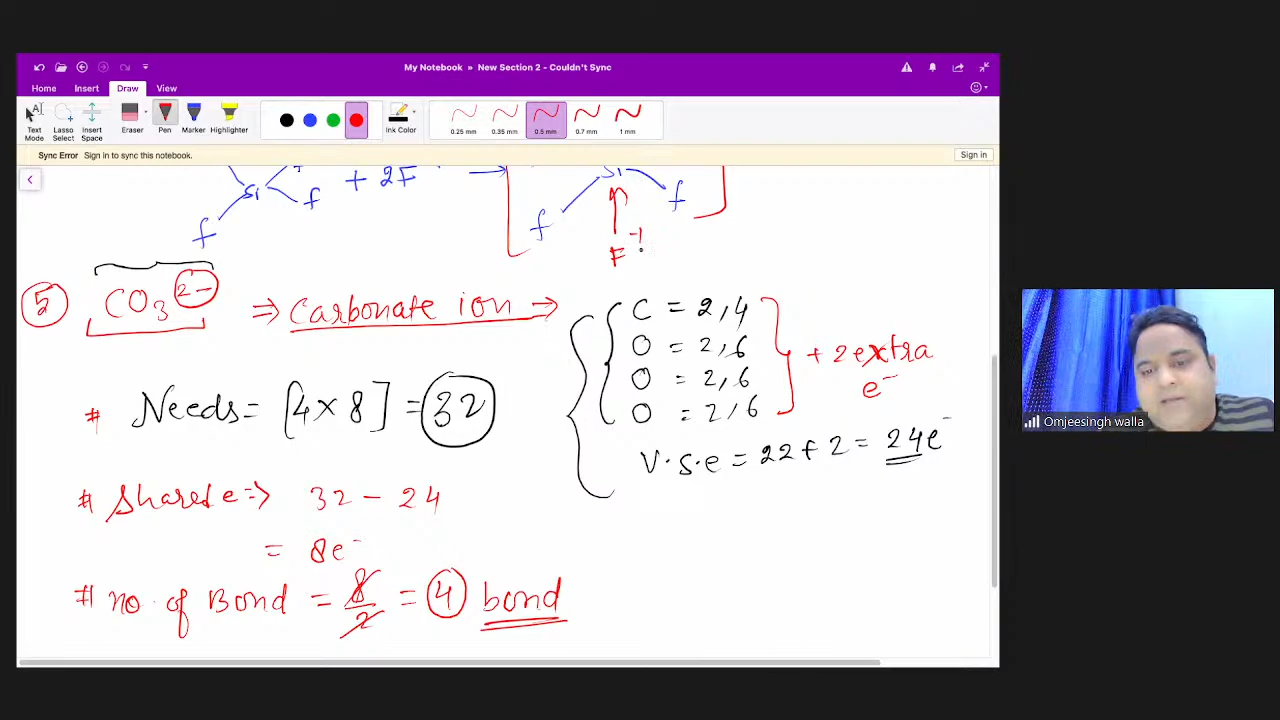 My Notebook » New Section 2 - Couldn't Sync
Home Insert Draw View
Text Mode
Lasso Select
Insert Space
Eraser
Pen
Marker
Highlighter
Ink Color
0.25 mm 0.35 mm 0.5 mm 0.7 mm 1 mm
Sync Error Sign in to sync this notebook. Sign in
f Si f + 2F → f Si f
f F -1
5 CO3 2- ⇒ Carbonate ion ⇒
C = 2,4
O = 2,6
O = 2,6
O = 2,6
+ 2 extra e-
V.S.e = 22 + 2 = 24e-
# Needs = [4 × 8] = 32
# Shared e ⇒ 32 - 24
= 8e-
# no. of Bond = 8/2 = 4 bond
Omjeesingh walla